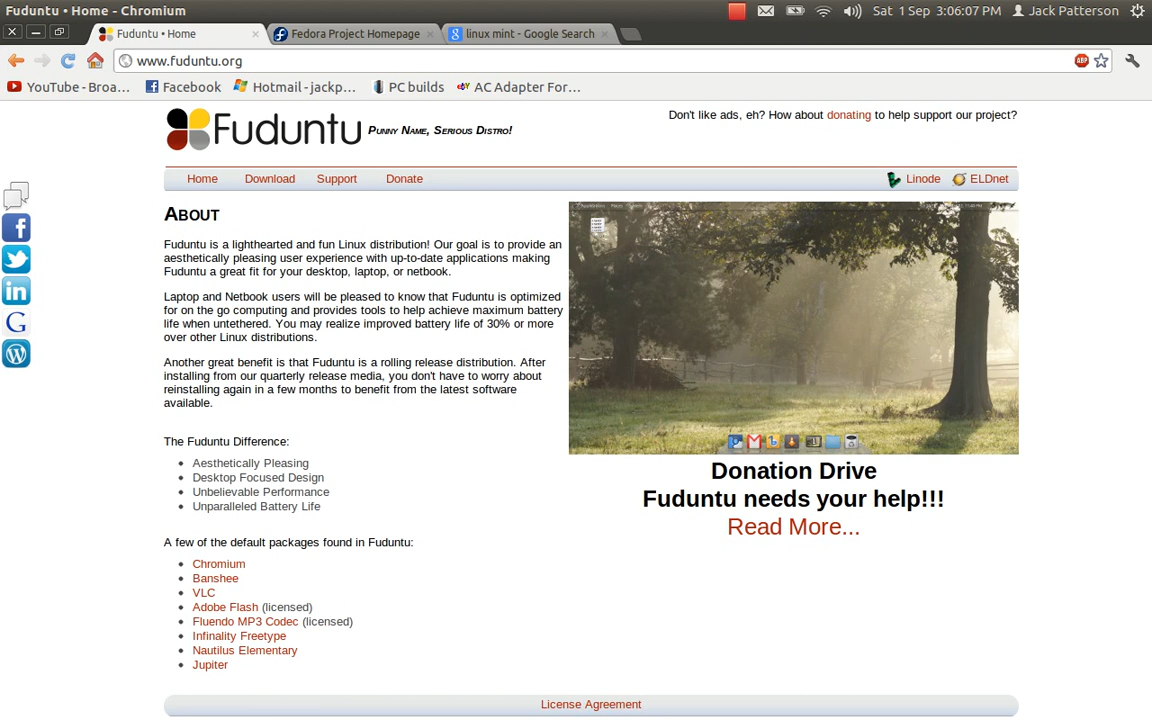 Fuduntu • Home - Chromium
Sat 1 Sep 3:06:07 PM Jack Patterson
Fuduntu • Home
Fedora Project Homepage
linux mint - Google Search
www.fuduntu.org
ABP
YouTube - Broa…
Facebook
Hotmail - jackp…
PC builds
AC Adapter For…
Fuduntu
Punny Name, Serious Distro!
Don't like ads, eh? How about donating to help support our project?
Home Download Support Donate
Linode ELDnet
About
Fuduntu is a lighthearted and fun Linux distribution! Our goal is to provide an
aesthetically pleasing user experience with up-to-date applications making
Fuduntu a great fit for your desktop, laptop, or netbook.
Laptop and Netbook users will be pleased to know that Fuduntu is optimized
for on the go computing and provides tools to help achieve maximum battery
life when untethered. You may realize improved battery life of 30% or more
over other Linux distributions.
Another great benefit is that Fuduntu is a rolling release distribution. After
installing from our quarterly release media, you don't have to worry about
reinstalling again in a few months to benefit from the latest software
available.
The Fuduntu Difference:
• Aesthetically Pleasing
• Desktop Focused Design
• Unbelievable Performance
• Unparalleled Battery Life
A few of the default packages found in Fuduntu:
• Chromium
• Banshee
• VLC
• Adobe Flash (licensed)
• Fluendo MP3 Codec (licensed)
• Infinality Freetype
• Nautilus Elementary
• Jupiter
Donation Drive
Fuduntu needs your help!!!
Read More...
License Agreement